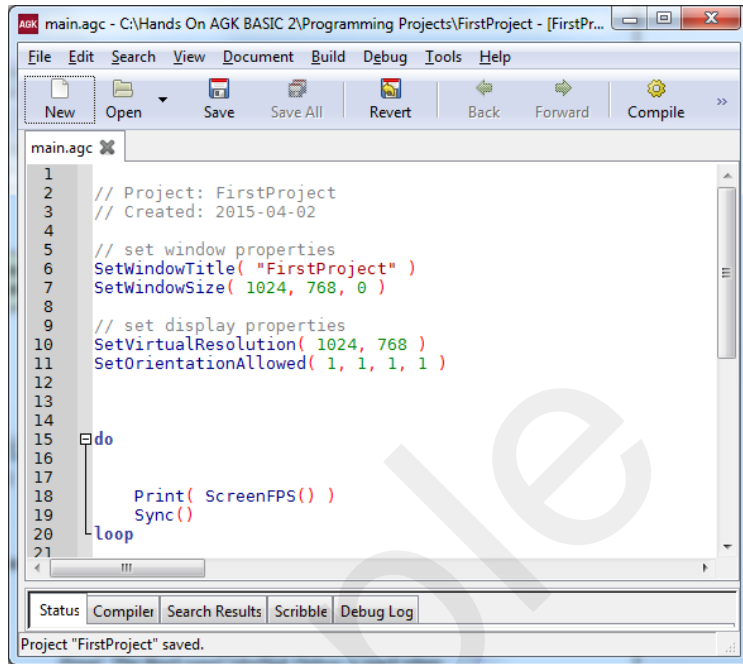 AGK main.agc - C:\Hands On AGK BASIC 2\Programming Projects\FirstProject - [FirstPr...
File Edit Search View Document Build Debug Tools Help
New Open Save Save All Revert Back Forward Compile »
main.agc
1
2 // Project: FirstProject
3 // Created: 2015-04-02
4
5 // set window properties
6 SetWindowTitle( "FirstProject" )
7 SetWindowSize( 1024, 768, 0 )
8
9 // set display properties
10 SetVirtualResolution( 1024, 768 )
11 SetOrientationAllowed( 1, 1, 1, 1 )
12
13
14
15 do
16
17
18 Print( ScreenFPS() )
19 Sync()
20 loop
21
Status Compiler Search Results Scribble Debug Log
Project "FirstProject" saved.